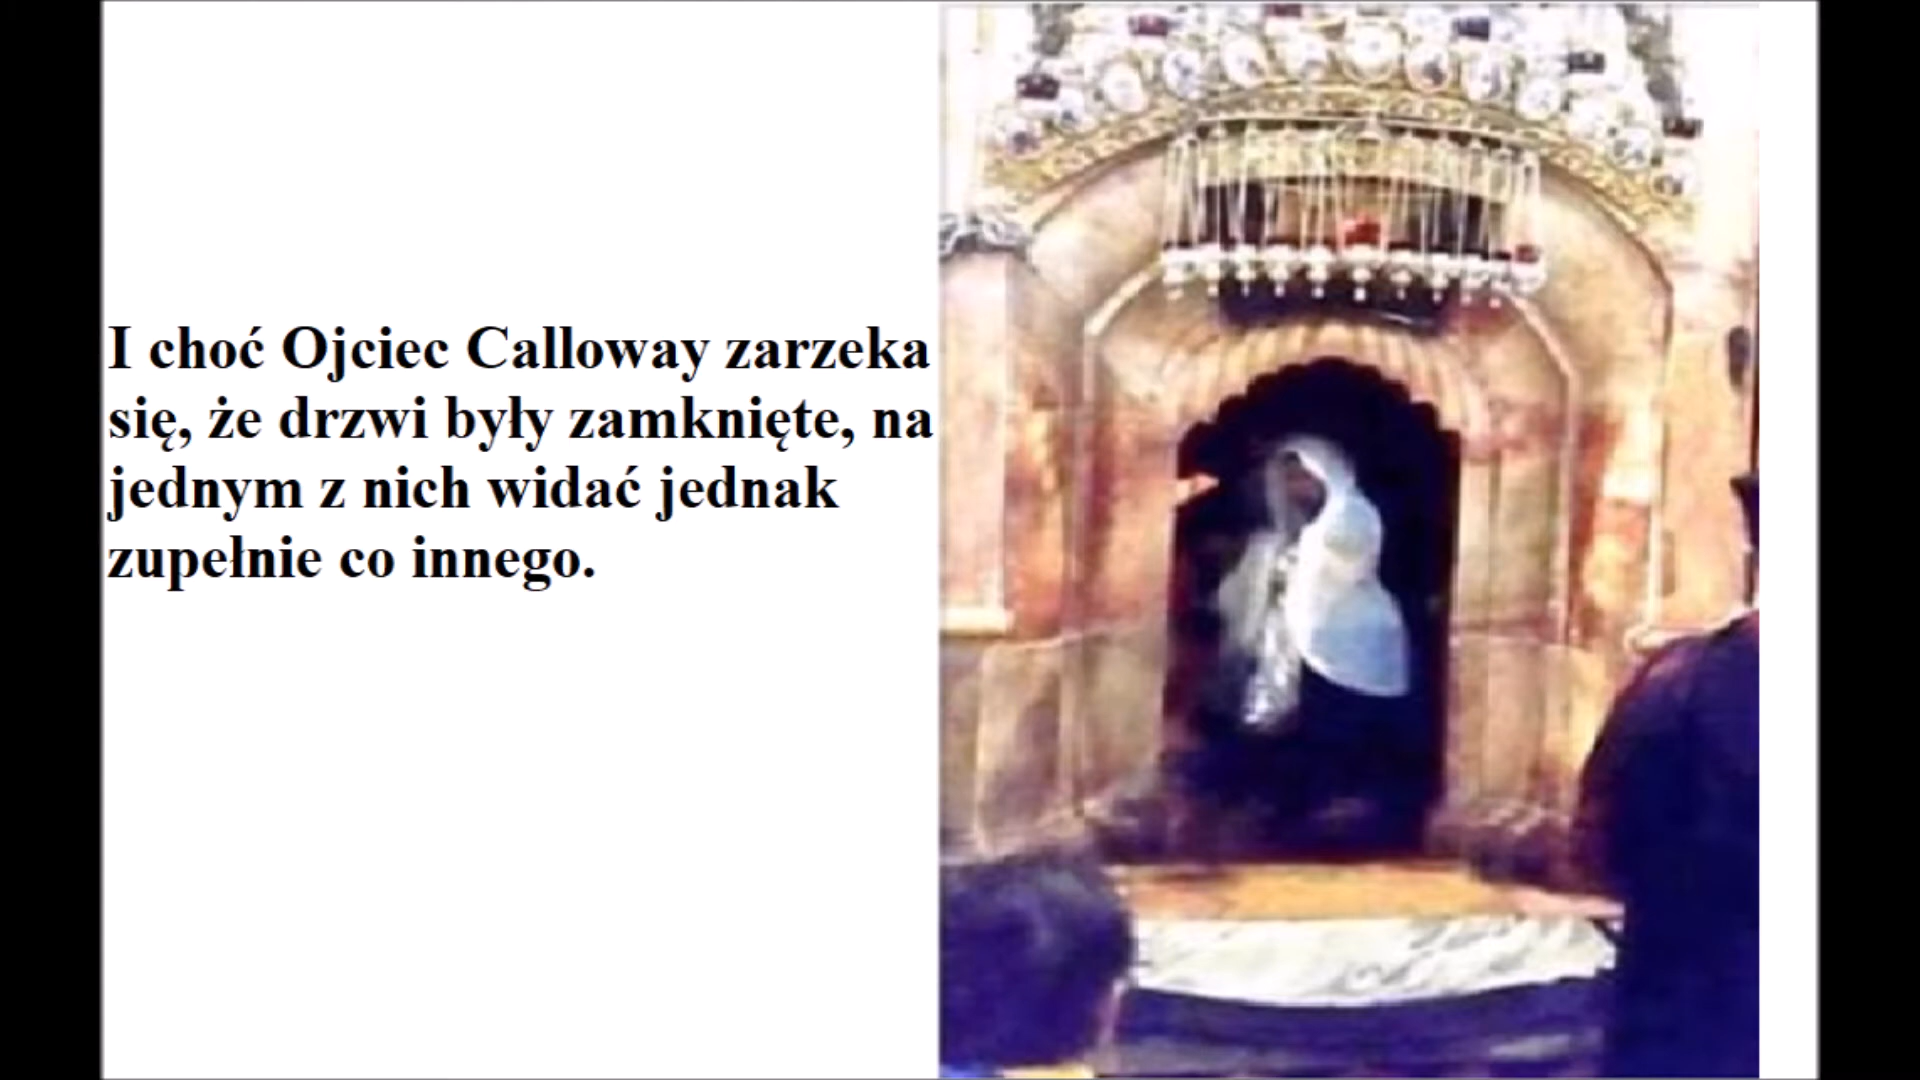 I choć Ojciec Calloway zarzeka
się, że drzwi były zamknięte, na
jednym z nich widać jednak
zupełnie co innego.